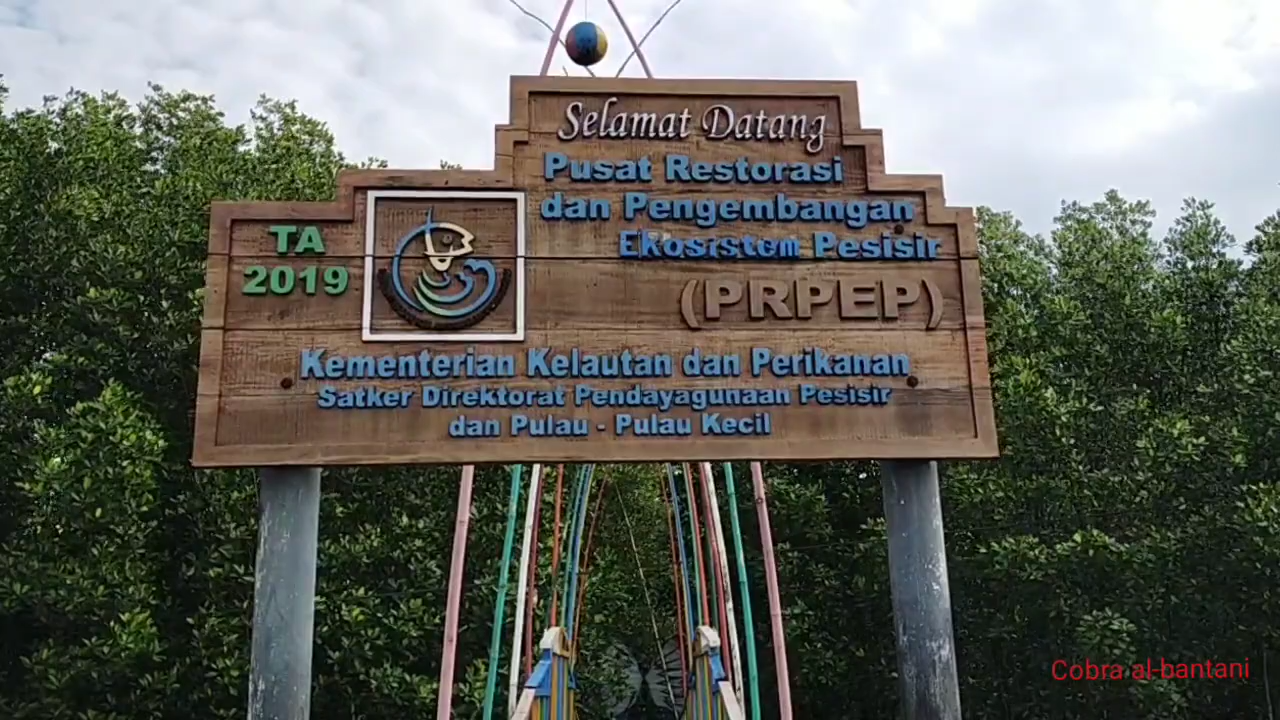 Selamat Datang
Pusat Restorasi
dan Pengembangan
Ekosistem Pesisir
(PRPEP)
TA
2019
Kementerian Kelautan dan Perikanan
Satker Direktorat Pendayagunaan Pesisir
dan Pulau - Pulau Kecil
Cobra al-bantani